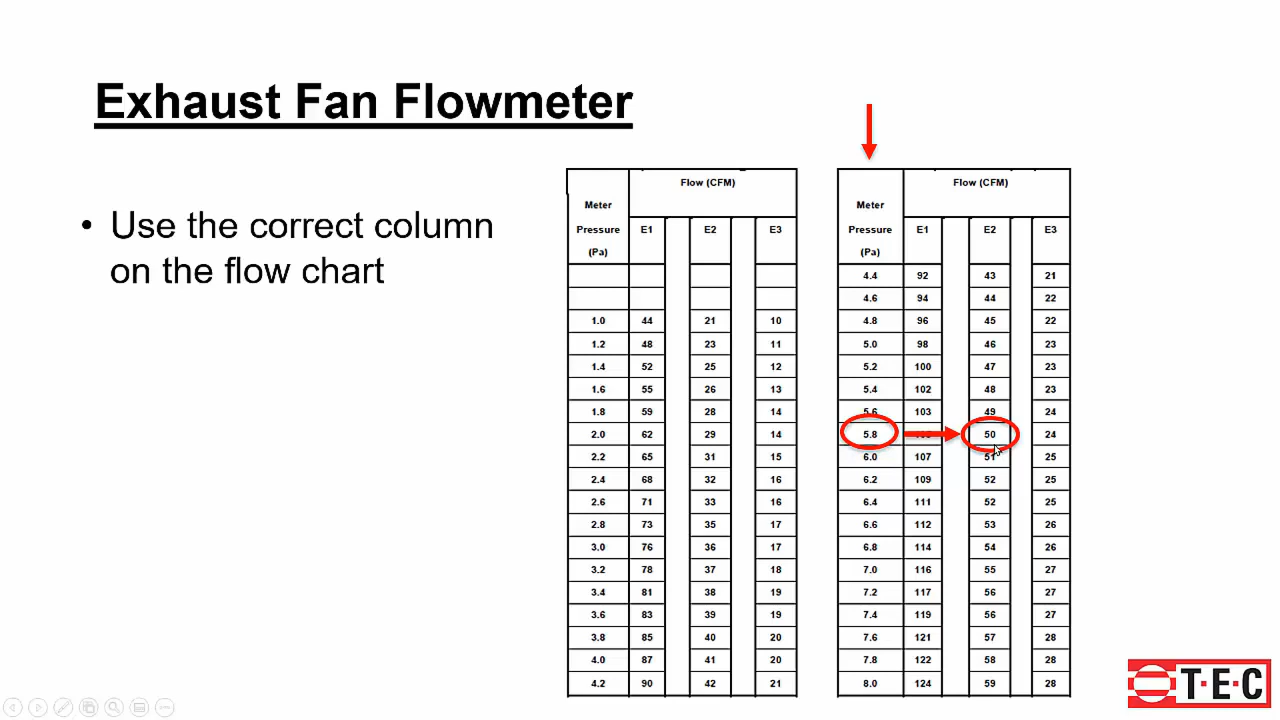 Exhaust Fan Flowmeter
• Use the correct column
on the flow chart
Flow (CFM)
Meter
Pressure E1 E2 E3
(Pa)
1.0 44 21 10
1.2 48 23 11
1.4 52 25 12
1.6 55 26 13
1.8 59 28 14
2.0 62 29 14
2.2 65 31 15
2.4 68 32 16
2.6 71 33 16
2.8 73 35 17
3.0 76 36 17
3.2 78 37 18
3.4 81 38 19
3.6 83 39 19
3.8 85 40 20
4.0 87 41 20
4.2 90 42 21
Flow (CFM)
Meter
Pressure E1 E2 E3
(Pa)
4.4 92 43 21
4.6 94 44 22
4.8 96 45 22
5.0 98 46 23
5.2 100 47 23
5.4 102 48 23
5.6 103 49 24
5.8 50 24
6.0 107 51 25
6.2 109 52 25
6.4 111 52 25
6.6 112 53 26
6.8 114 54 26
7.0 116 55 27
7.2 117 56 27
7.4 119 56 27
7.6 121 57 28
7.8 122 58 28
8.0 124 59 28
T·E·C